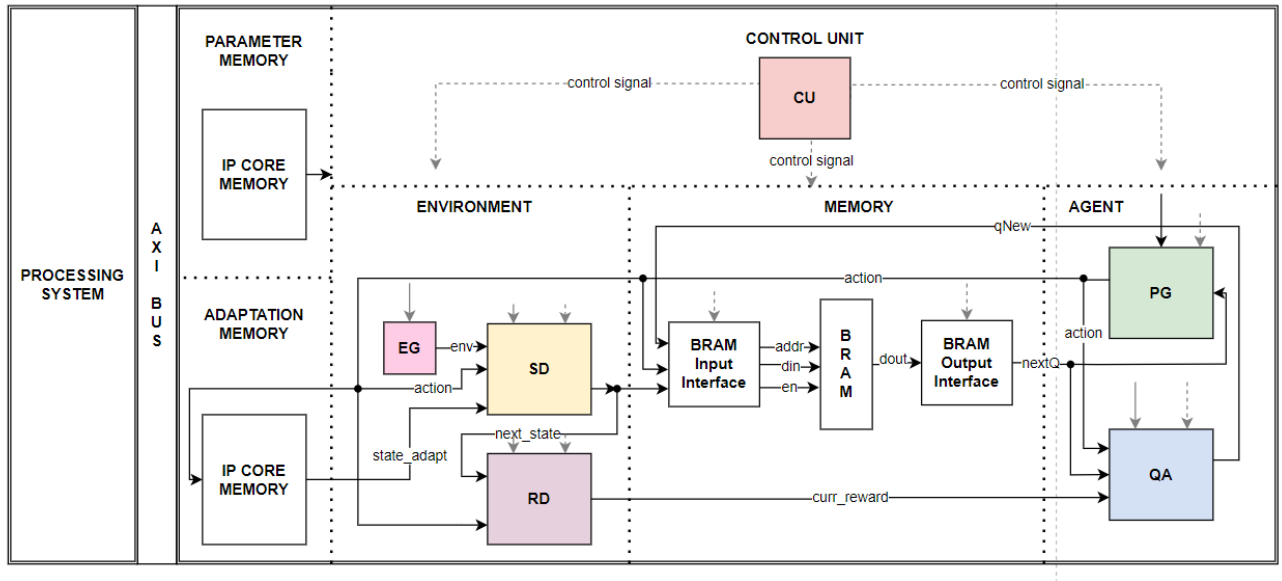 PARAMETER
MEMORY
CONTROL UNIT
control signal
CU
control signal
control signal
IP CORE
MEMORY
ENVIRONMENT
MEMORY
AGENT
qNew
A
X
I
B
U
S
PROCESSING
SYSTEM
action
PG
ADAPTATION
MEMORY
EG
env
SD
action
BRAM
Input
Interface
addr
din
en
B
R
A
M
dout
BRAM
Output
Interface
nextQ
action
next_state
state_adapt
IP CORE
MEMORY
RD
curr_reward
QA